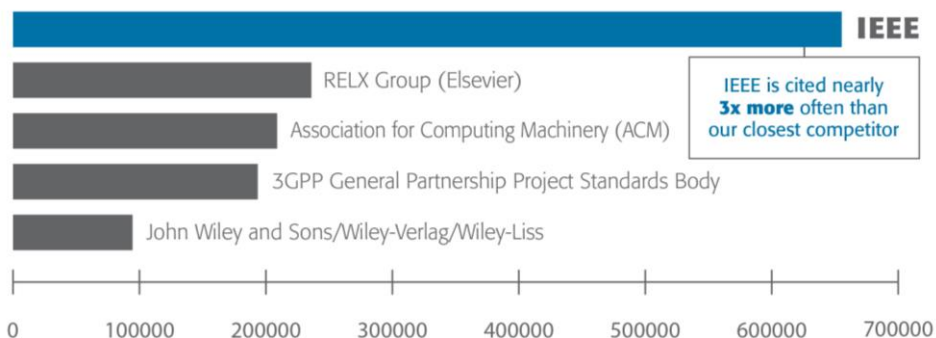 IEEE
RELX Group (Elsevier)
IEEE is cited nearly
3x more often than
our closest competitor
Association for Computing Machinery (ACM)
3GPP General Partnership Project Standards Body
John Wiley and Sons/Wiley-Verlag/Wiley-Liss
0 100000 200000 300000 400000 500000 600000 700000